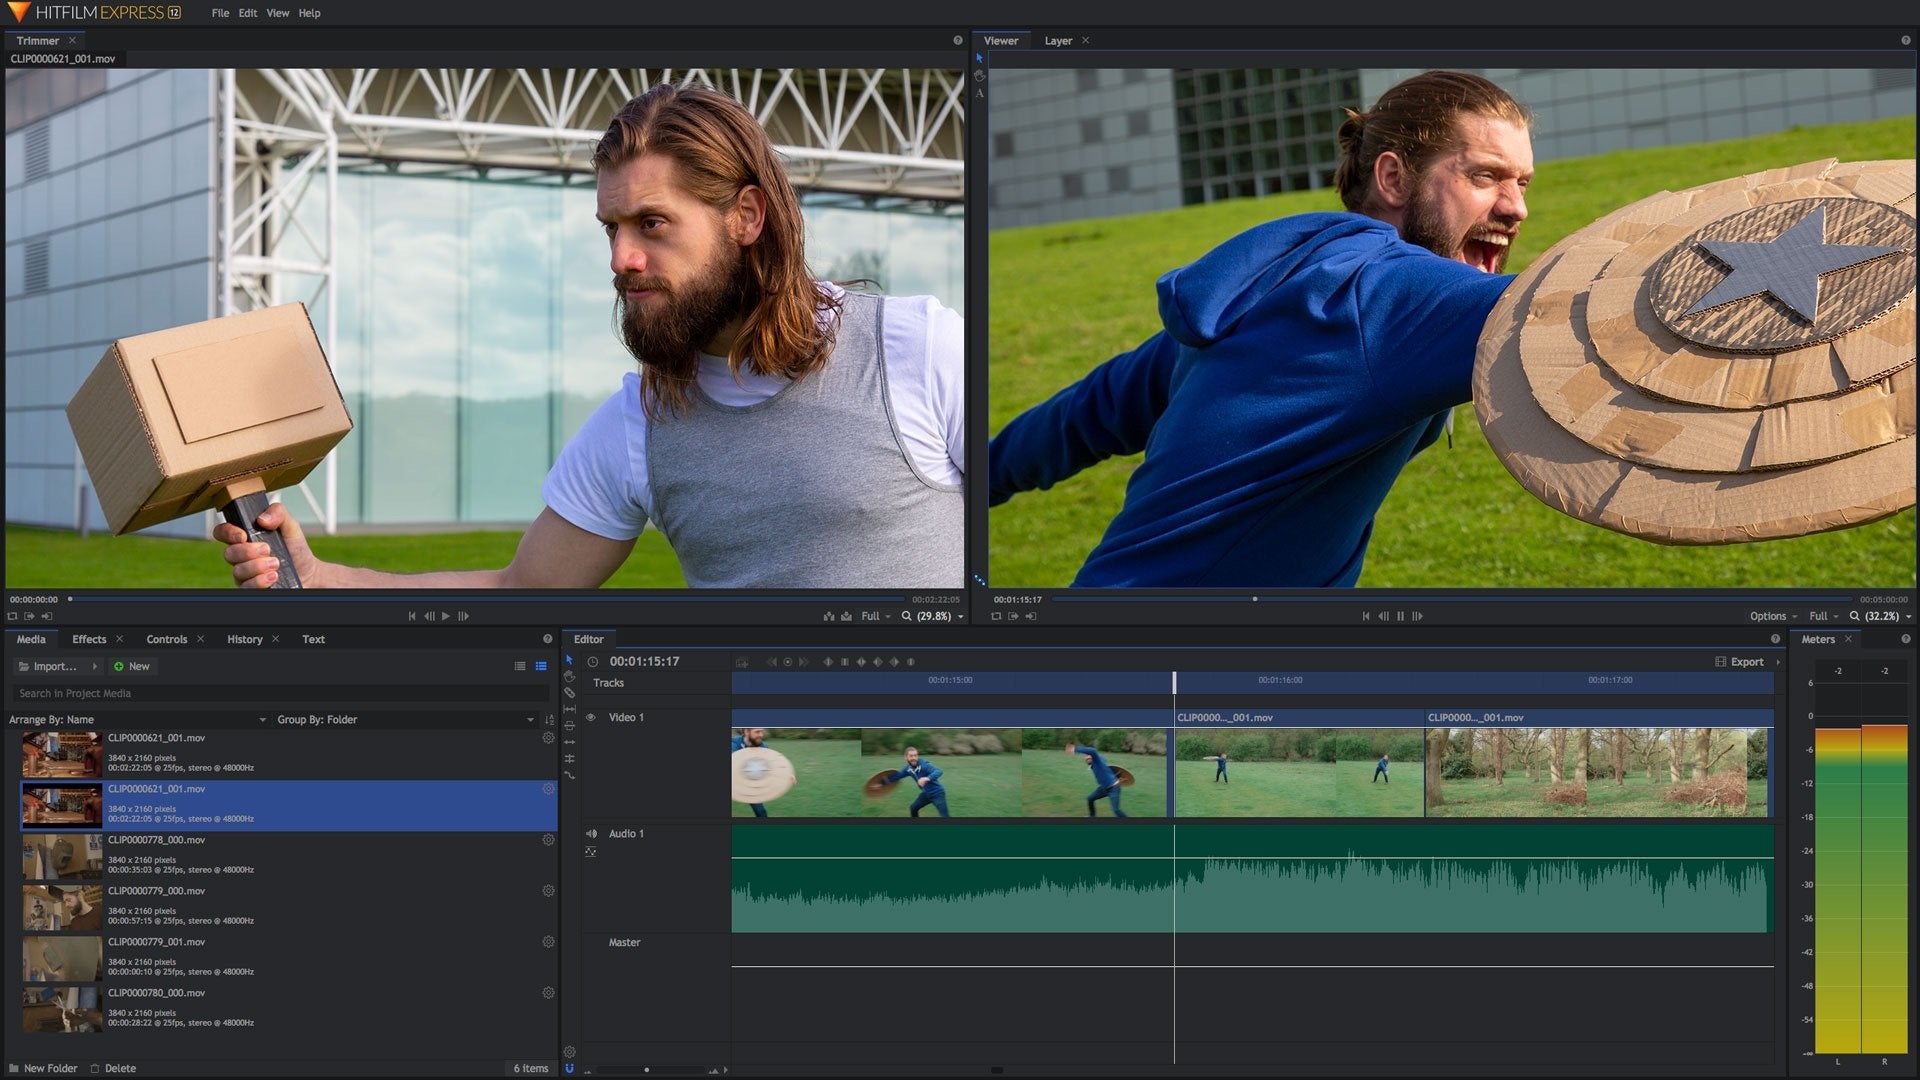 HITFILM EXPRESS 12 File Edit View Help
Trimmer
CLIP0000621_001.mov
00:00:00:00 00:02:22:05
Full (29.8%)
Viewer Layer
A
00:01:15:17 00:05:00:00
Options Full (32.2%)
Media Effects Controls History Text
Import... New
Search in Project Media
Arrange By: Name Group By: Folder
CLIP0000621_001.mov
3840 x 2160 pixels
00:02:22:05 @ 25fps, stereo @ 48000Hz
CLIP0000621_001.mov
3840 x 2160 pixels
00:02:22:05 @ 25fps, stereo @ 48000Hz
CLIP0000778_000.mov
3840 x 2160 pixels
00:00:35:03 @ 25fps, stereo @ 48000Hz
CLIP0000779_000.mov
3840 x 2160 pixels
00:00:57:15 @ 25fps, stereo @ 48000Hz
CLIP0000779_001.mov
3840 x 2160 pixels
00:00:00:10 @ 25fps, stereo @ 48000Hz
CLIP0000780_000.mov
3840 x 2160 pixels
00:00:28:22 @ 25fps, stereo @ 48000Hz
New Folder Delete 6 Items
Editor
00:01:15:17 Export
Tracks 00:01:15:00 00:01:16:00 00:01:17:00
Video 1 CLIP0000..._001.mov CLIP0000..._001.mov
Audio 1
Master
Meters
-2 -2
6
0
-6
-12
-18
-24
-30
-36
-42
-48
-54
-∞
L R